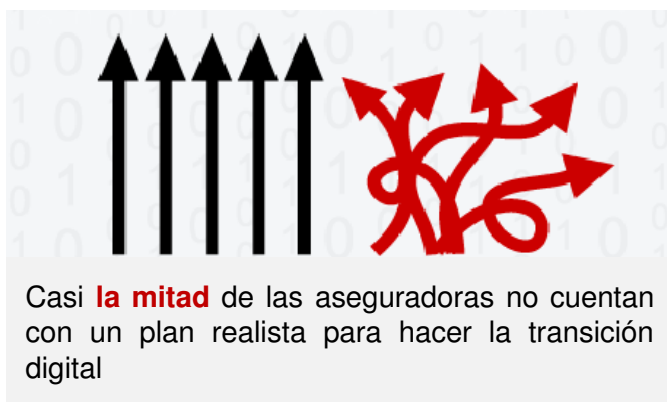 Casi la mitad de las aseguradoras no cuentan
con un plan realista para hacer la transición
digital